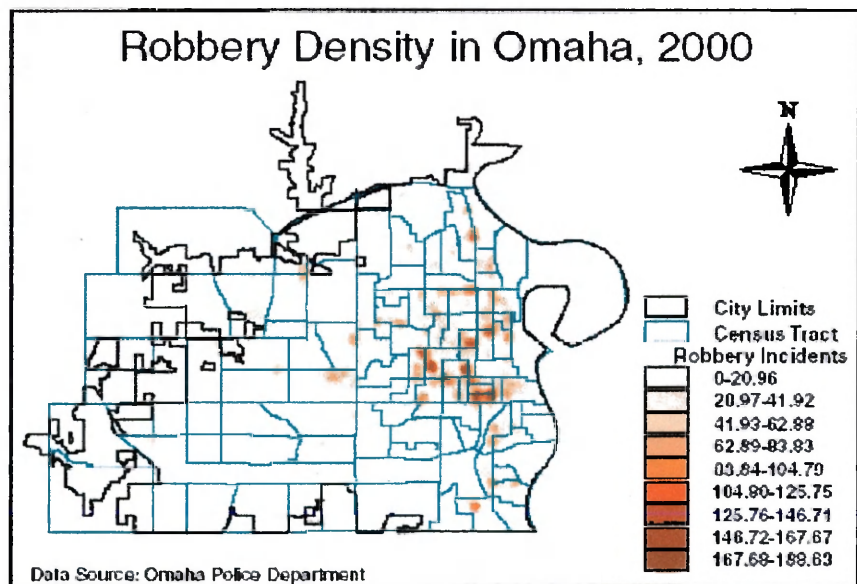 Robbery Density in Omaha, 2000
N
City Limits
Census Tract
Robbery Incidents
0-20.96
20.97-41.92
41.93-62.88
62.89-83.83
83.84-104.79
104.80-125.75
125.76-146.71
146.72-167.67
167.68-188.63
Data Source: Omaha Police Department